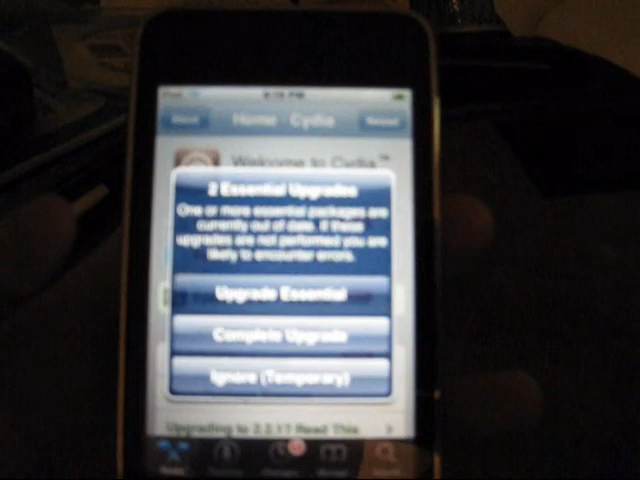 About
Home · Cydia
Reload
Welcome to Cydia™
2 Essential Upgrades
One or more essential packages are
currently out of date. If these
upgrades are not performed you are
likely to encounter errors.
Upgrade Essential
Complete Upgrade
Ignore (Temporary)
Upgrading to 2.2.1? Read This